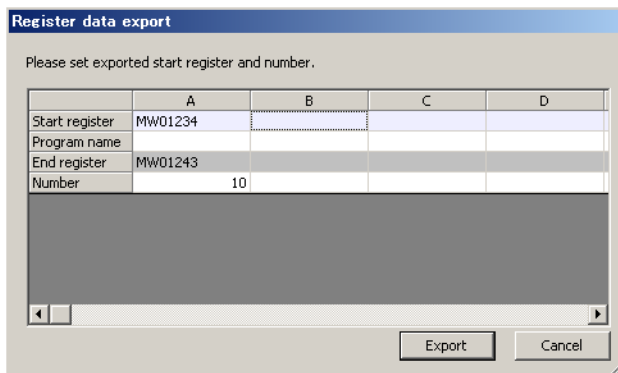 Register data export
Please set exported start register and number.
A B C D
Start register MW01234
Program name
End register MW01243
Number 10
Export Cancel